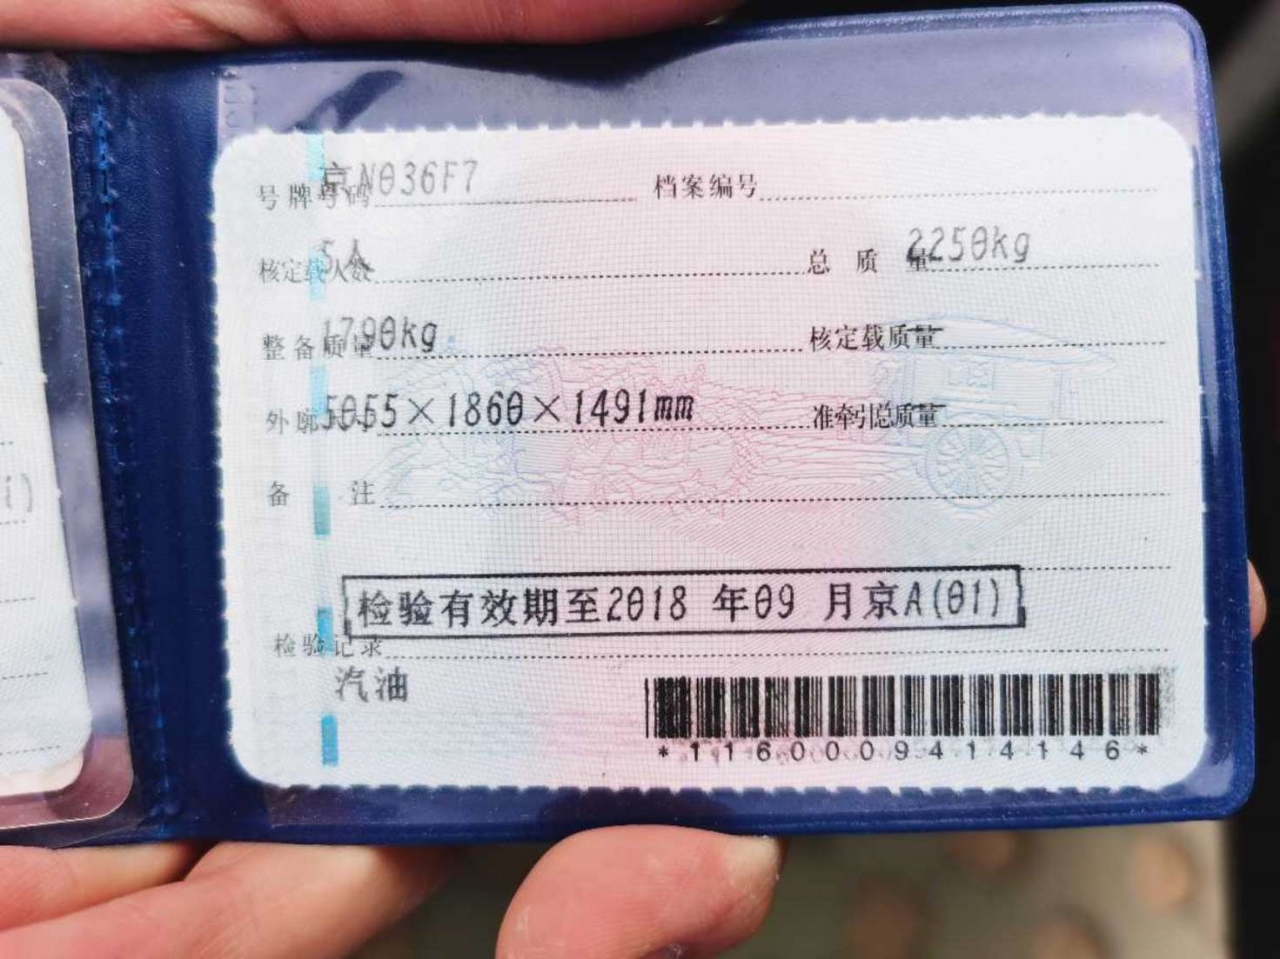 号牌号码 京N036F7 档案编号
核定载人数 5人 总质量 2250kg
整备质量 1790kg 核定载质量 --
外廓尺寸 5055×1860×1491mm 准牵引总质量 --
备注
检验有效期至2018 年09 月京A(01)
检验记录
汽油
*1160009414146*